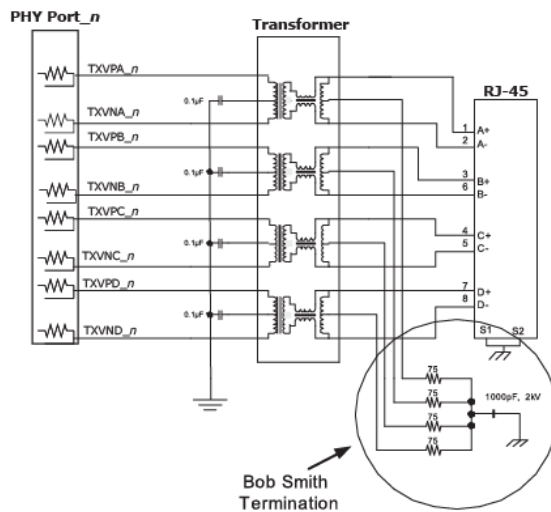 PHY Port_n
Transformer
RJ-45
TXVPA_n
0.1µF
TXVNA_n
TXVPB_n
0.1µF
TXVNB_n
TXVPC_n
0.1µF
TXVNC_n
TXVPD_n
0.1µF
TXVND_n
1 A+
2 A-
3 B+
6 B-
4 C+
5 C-
7 D+
8 D-
S1 S2
75
75
75
75
1000pF, 2kV
Bob Smith
Termination